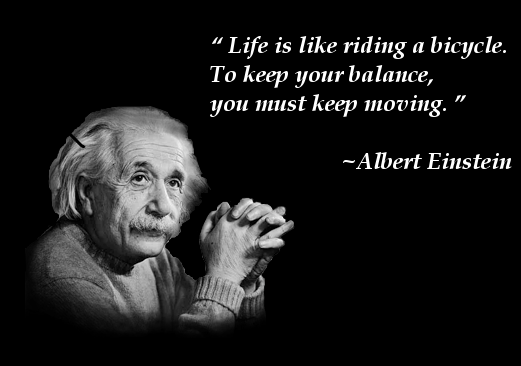 “ Life is like riding a bicycle.
To keep your balance,
you must keep moving. ”
~Albert Einstein